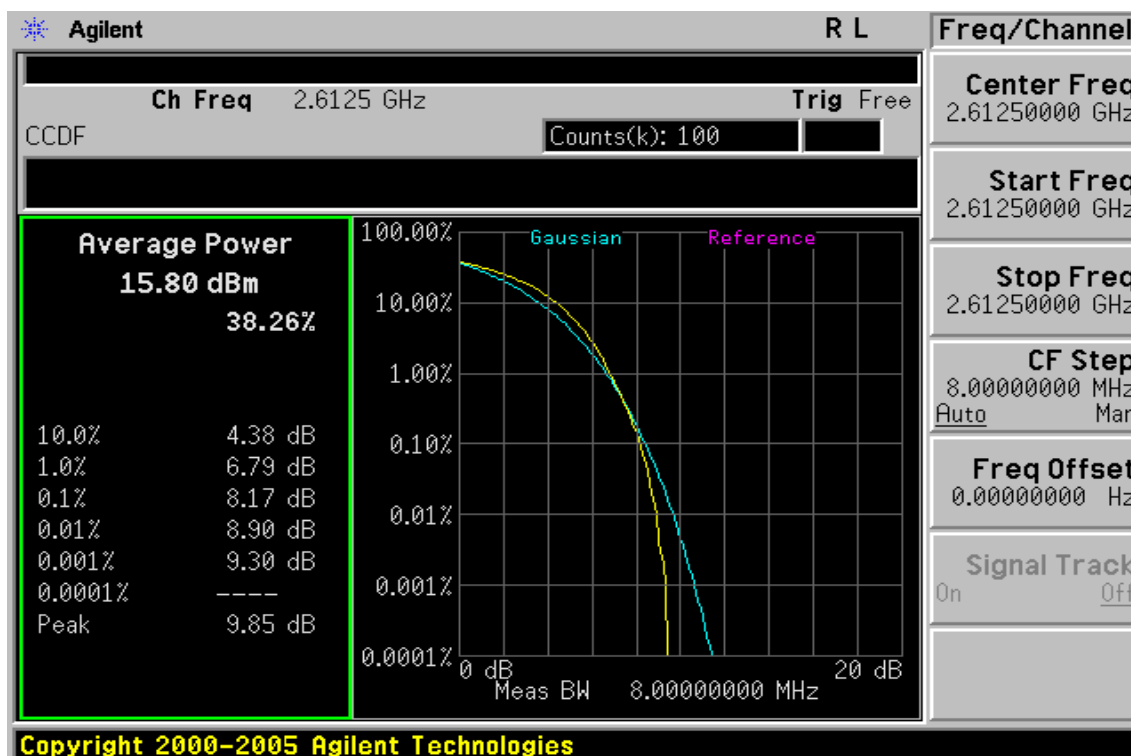 Agilent
R L
Freq/Channel
Ch Freq 2.6125 GHz
Trig Free
CCDF
Counts(k): 100
Average Power
15.80 dBm
38.26%
10.0% 4.38 dB
1.0% 6.79 dB
0.1% 8.17 dB
0.01% 8.90 dB
0.001% 9.30 dB
0.0001% ----
Peak 9.85 dB
Gaussian
Reference
100.00%
10.00%
1.00%
0.10%
0.01%
0.001%
0.0001%
0 dB
20 dB
Meas BW 8.00000000 MHz
Center Freq
2.61250000 GHz
Start Freq
2.61250000 GHz
Stop Freq
2.61250000 GHz
CF Step
8.00000000 MHz
Auto Man
Freq Offset
0.00000000 Hz
Signal Track
On Off
Copyright 2000-2005 Agilent Technologies